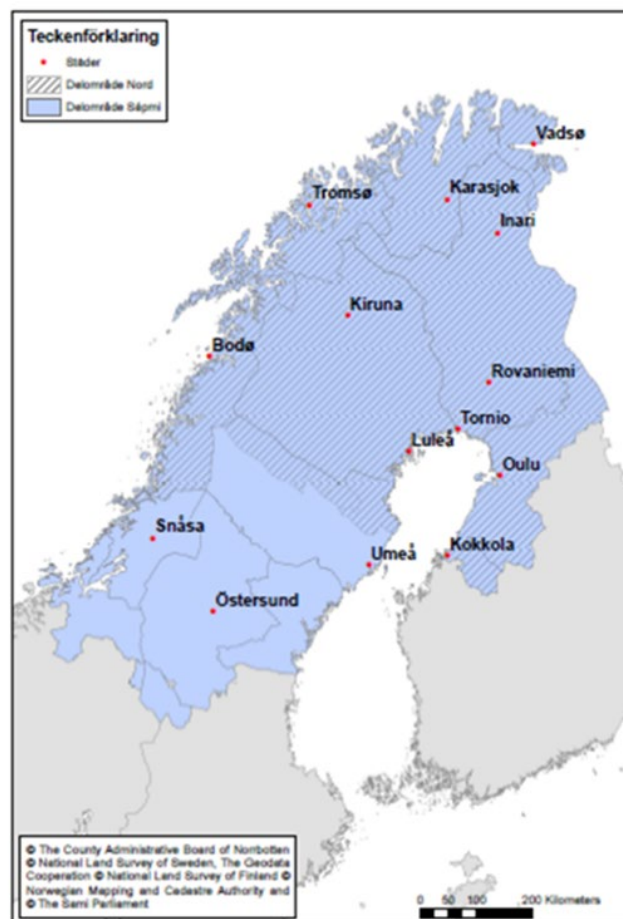 Teckenförklaring
Städer
Delområde Nord
Delområde Sápmi
Vadsø
Tromsø
Karasjok
Inari
Kiruna
Bodø
Rovaniemi
Tornio
Luleå
Oulu
Snåsa
Umeå
Kokkola
Östersund
© The County Administrative Board of Norrbotten
© National Land Survey of Sweden, The Geodata
Cooperation © National Land Survey of Finland ©
Norwegian Mapping and Cadastre Authority and
© The Sami Parliament
0 50 100 200 Kilometers